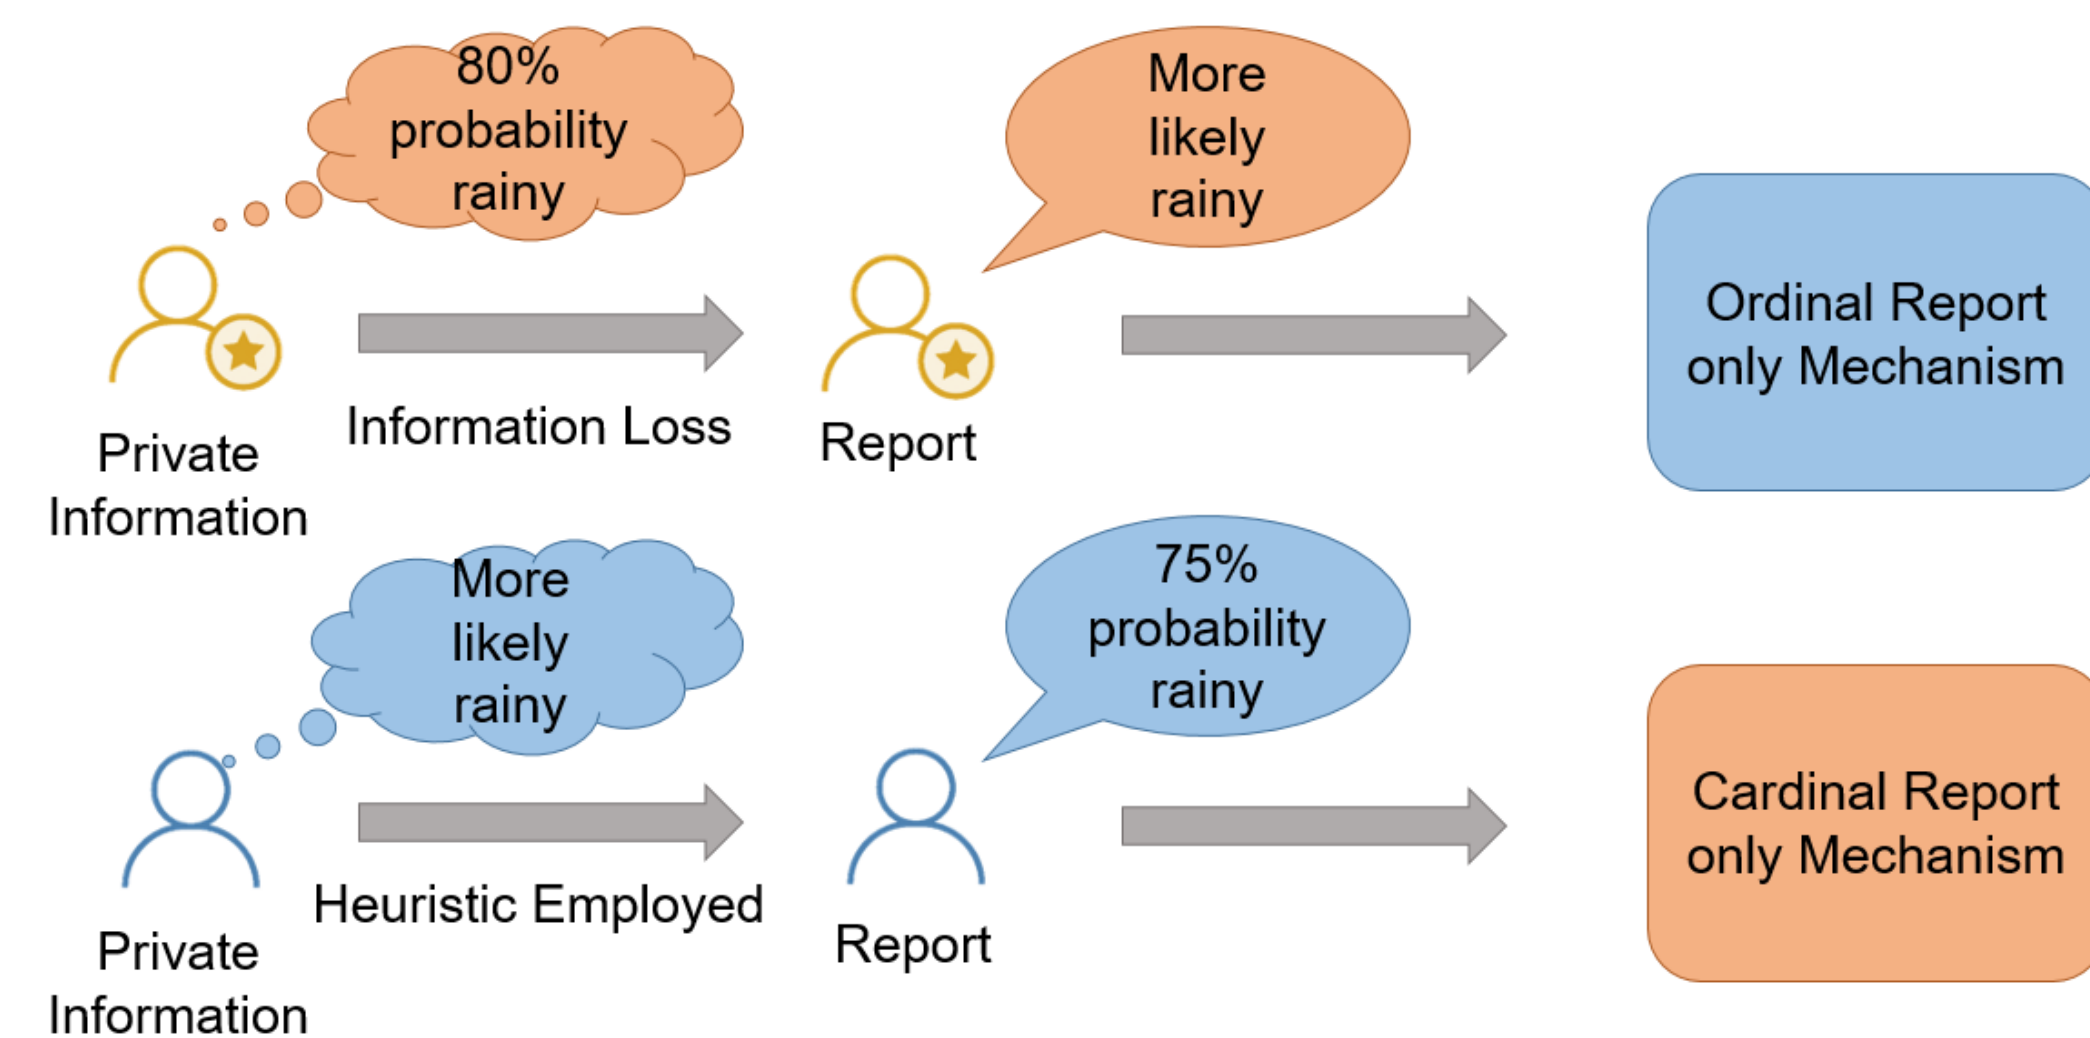 80%
probability
rainy
More
likely
rainy
Ordinal Report
only Mechanism
Information Loss
Report
Private
Information
More
likely
rainy
75%
probability
rainy
Cardinal Report
only Mechanism
Heuristic Employed
Report
Private
Information